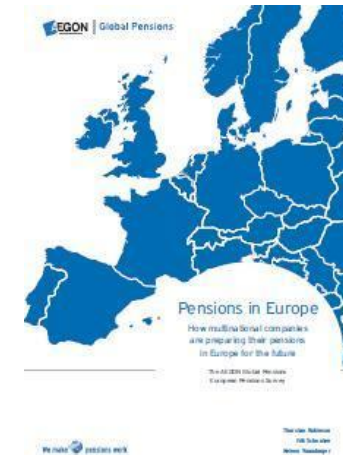 AEGON | Global Pensions
Pensions in Europe
How multinational companies
are preparing their pensions
in Europe for the future
The AEGON Global Pensions
European Pensions Survey
We make pensions work